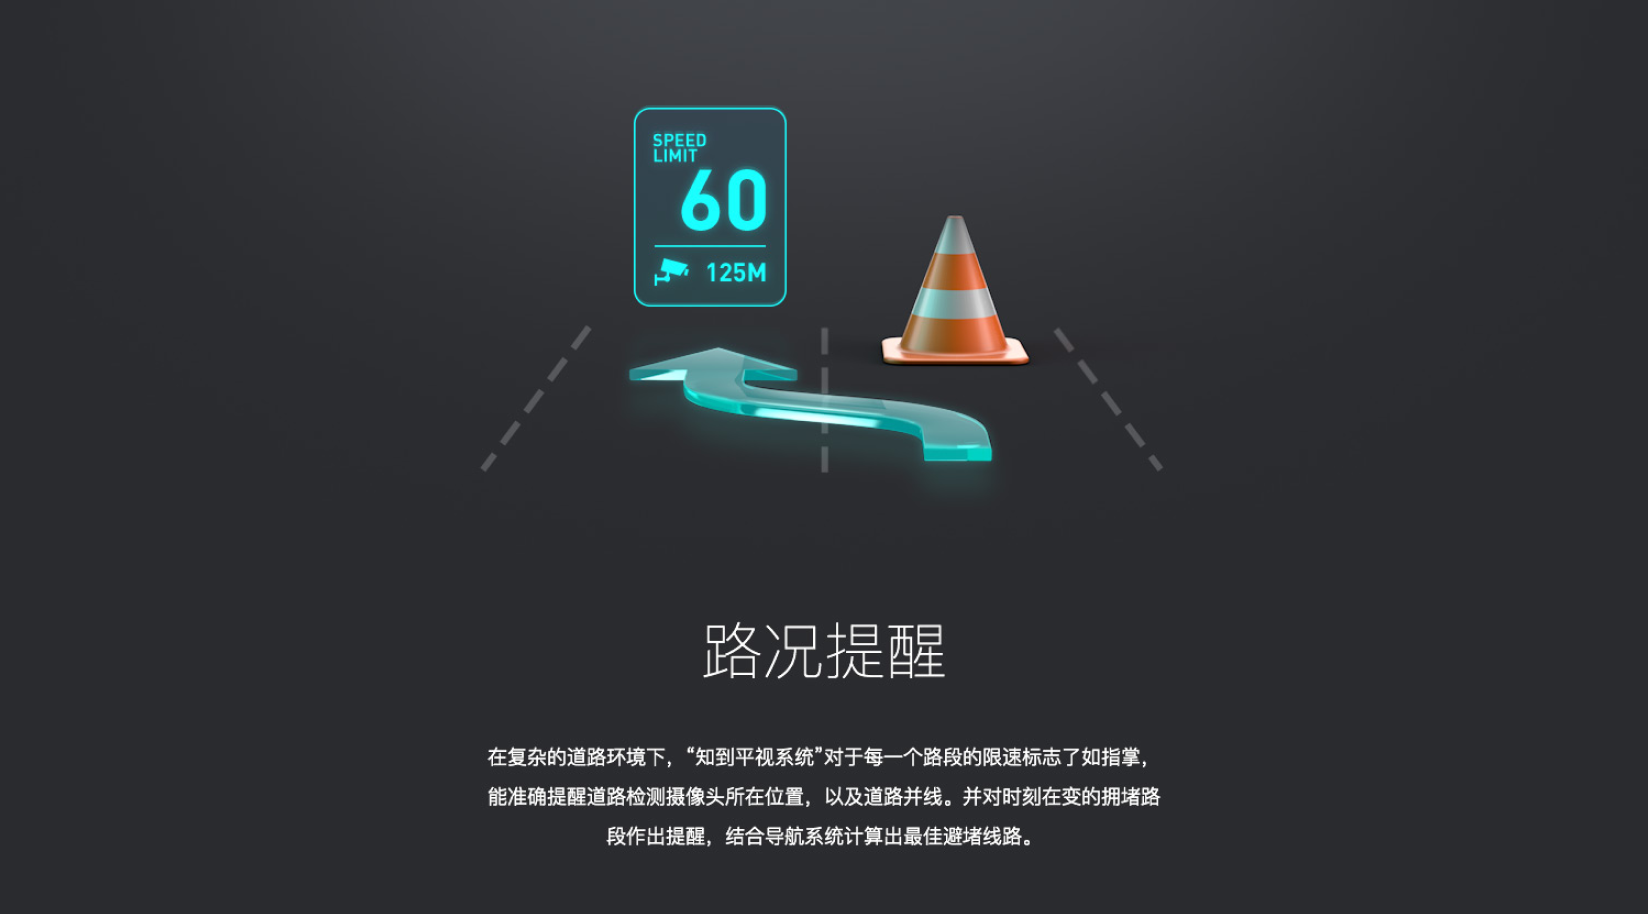 SPEED
LIMIT
60
125M
路况提醒
在复杂的道路环境下，“知到平视系统”对于每一个路段的限速标志了如指掌，
能准确提醒道路检测摄像头所在位置，以及道路并线。并对时刻在变的拥堵路
段作出提醒，结合导航系统计算出最佳避堵线路。